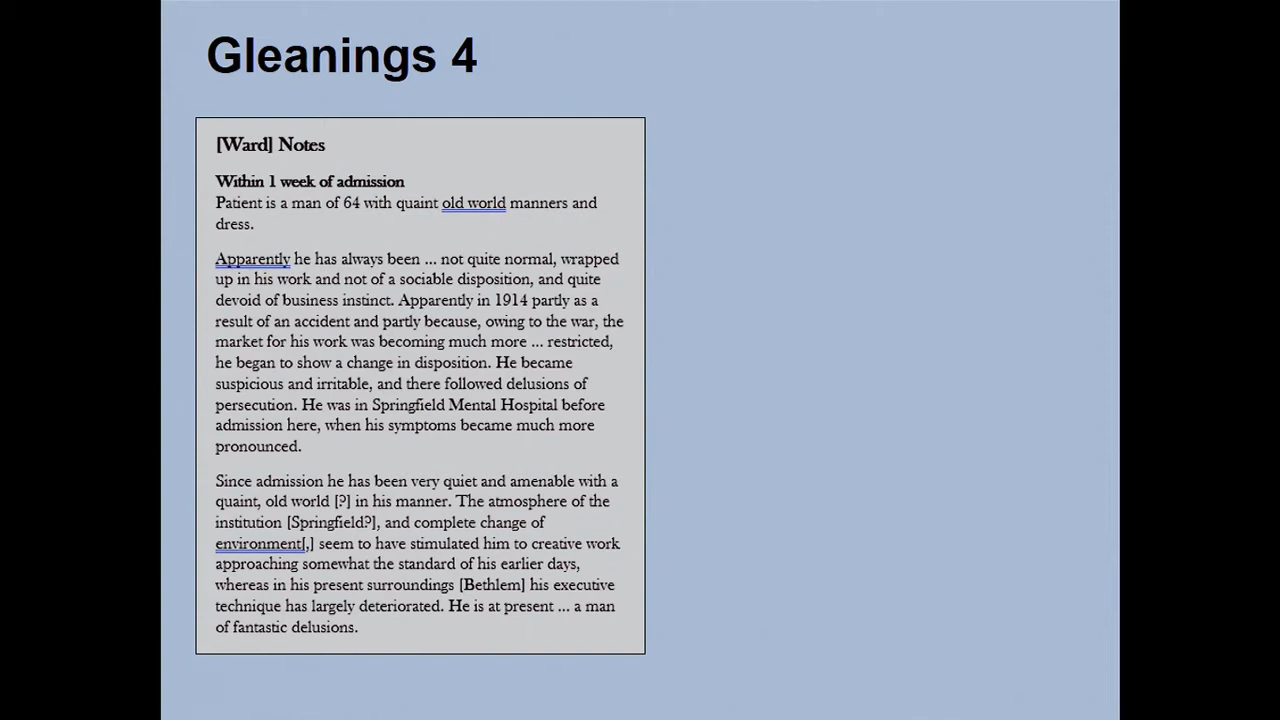 Gleanings 4
[Ward] Notes
Within 1 week of admission
Patient is a man of 64 with quaint old world manners and
dress.
Apparently he has always been ... not quite normal, wrapped
up in his work and not of a sociable disposition, and quite
devoid of business instinct. Apparently in 1914 partly as a
result of an accident and partly because, owing to the war, the
market for his work was becoming much more ... restricted,
he began to show a change in disposition. He became
suspicious and irritable, and there followed delusions of
persecution. He was in Springfield Mental Hospital before
admission here, when his symptoms became much more
pronounced.
Since admission he has been very quiet and amenable with a
quaint, old world [?] in his manner. The atmosphere of the
institution [Springfield?], and complete change of
environment[,] seem to have stimulated him to creative work
approaching somewhat the standard of his earlier days,
whereas in his present surroundings [Bethlem] his executive
technique has largely deteriorated. He is at present ... a man
of fantastic delusions.